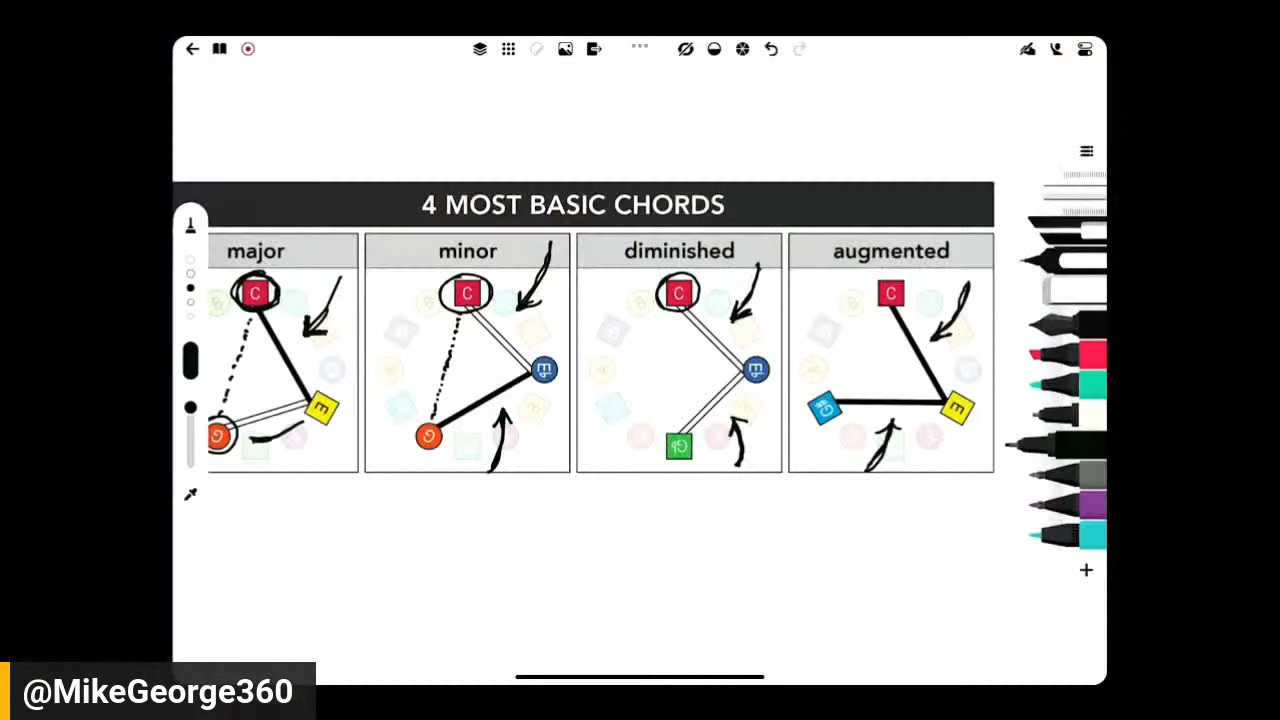 4 MOST BASIC CHORDS
major
minor
diminished
augmented
C
C
C
C
E♭
E♭
E
E
G
G
G♭
G#
@MikeGeorge360